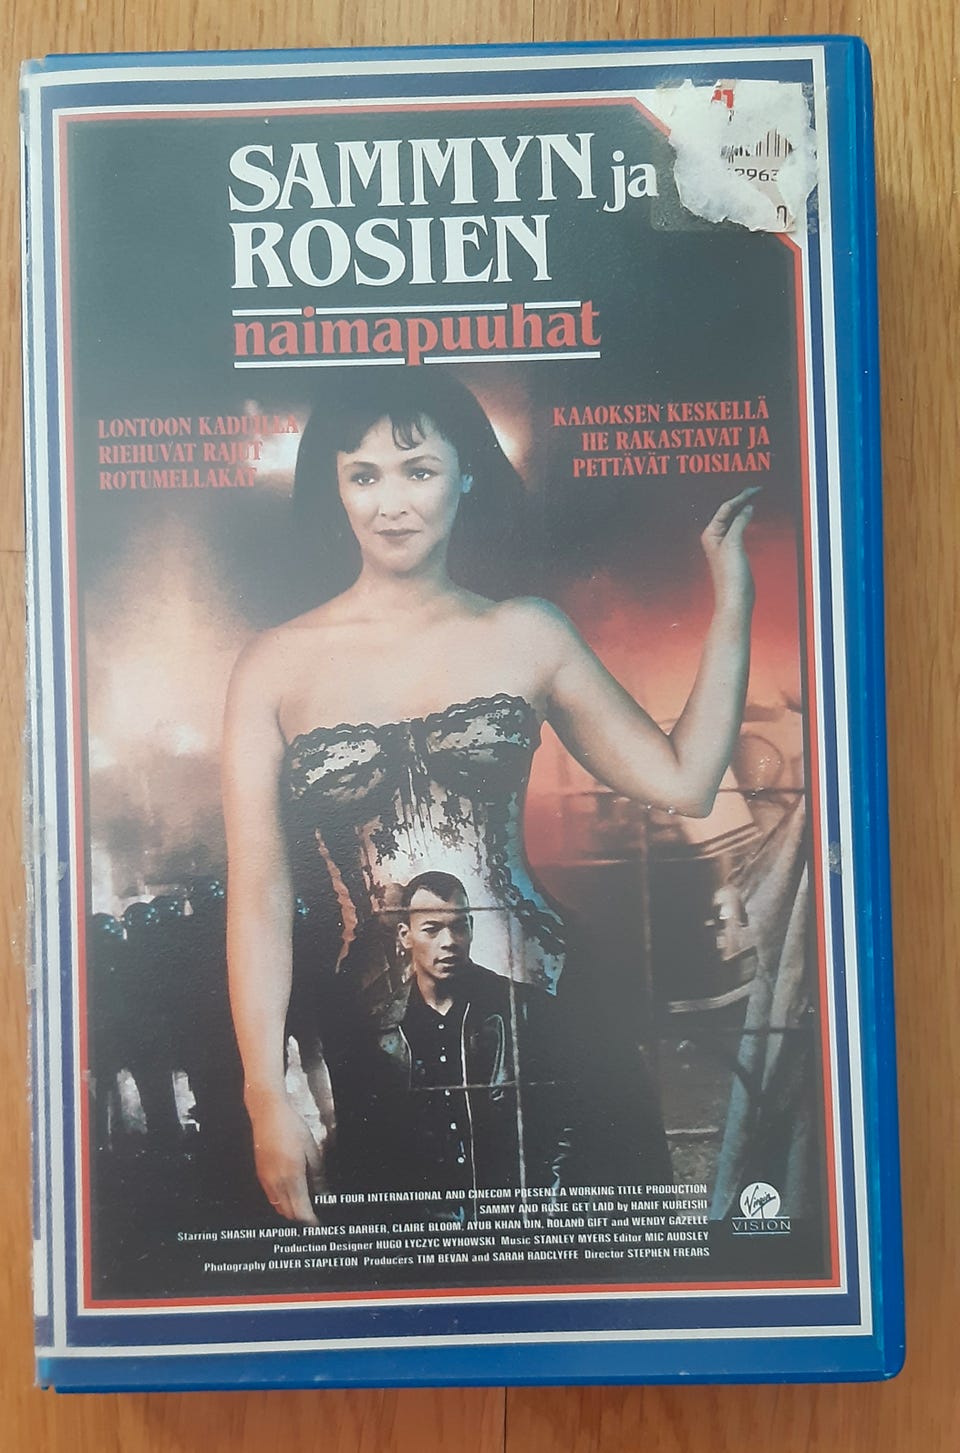 SAMMYN ja
ROSIEN
naimapuuhat
LONTOON KADUILLA
RIEHUVAT RAJUT
ROTUMELLAKAT
KAAOKSEN KESKELLÄ
HE RAKASTAVAT JA
PETTÄVÄT TOISIAAN
FILM FOUR INTERNATIONAL AND CINECOM PRESENT A WORKING TITLE PRODUCTION
SAMMY AND ROSIE GET LAID by HANIF KUREISHI
Starring SHASHI KAPOOR, FRANCES BARBER, CLAIRE BLOOM, AYUB KHAN DIN, ROLAND GIFT and WENDY GAZELLE
Production Designer HUGO LYCZYC WYHOWSKI Music STANLEY MYERS Editor MIC AUDSLEY
Photography OLIVER STAPLETON Producers TIM BEVAN and SARAH RADCLYFFE Director STEPHEN FREARS
Virgin
VISION